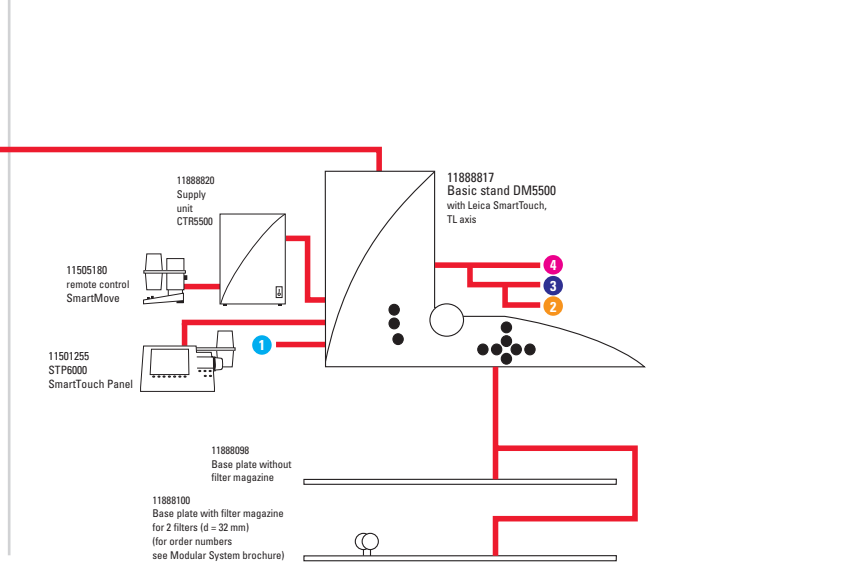 11888817
Basic stand DM5500
with Leica SmartTouch,
TL axis
11888820
Supply
unit
CTR5500
11505180
remote control
SmartMove
4
3
2
1
11501255
STP6000
SmartTouch Panel
11888098
Base plate without
filter magazine
11888100
Base plate with filter magazine
for 2 filters (d = 32 mm)
(for order numbers
see Modular System brochure)